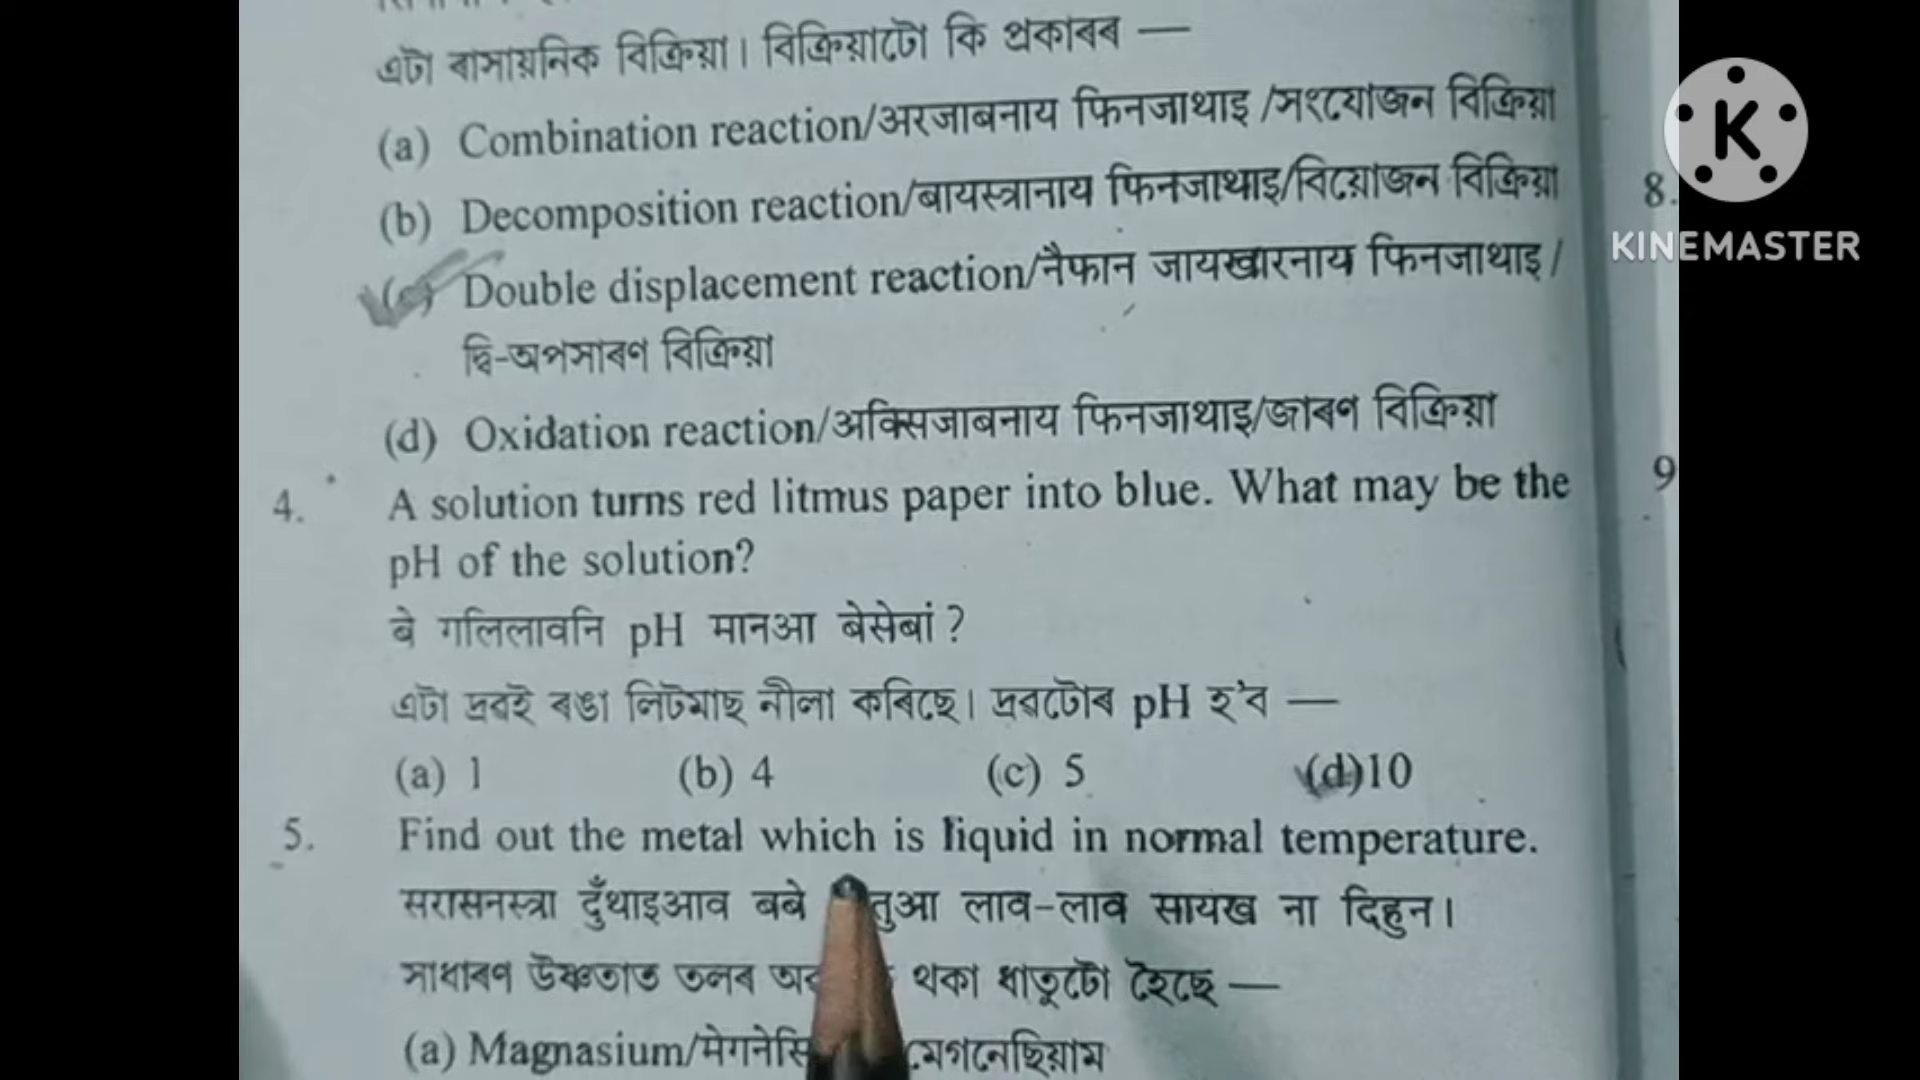 এটা ৰাসায়নিক বিক্ৰিয়া। বিক্ৰিয়াটো কি প্ৰকাৰৰ —
(a) Combination reaction/अरजाबनाय फिनजाथाइ /সংযোজন বিক্ৰিয়া
(b) Decomposition reaction/बायस्त्रानाय फिनजाथाइ/বিয়োজন বিক্ৰিয়া
(c) Double displacement reaction/नैफान जायखारनाय फिनजाथाइ /
দ্বি-অপসাৰণ বিক্ৰিয়া
(d) Oxidation reaction/अक्सिजाबनाय फिनजाथाइ/জাৰণ বিক্ৰিয়া
4. A solution turns red litmus paper into blue. What may be the
pH of the solution?
बे गलिलावनि pH मानआ बेसेबां ?
এটা দ্ৰৱই ৰঙা লিটমাছ নীলা কৰিছে। দ্ৰৱটোৰ pH হ'ব —
(a) 1 (b) 4 (c) 5 (d)10
5. Find out the metal which is liquid in normal temperature.
सरासनस्त्रा दुँथाइआव बबे लाव-लाव सायख ना दिहुन।
সাধাৰণ উষ্ণতাত তলৰ থকা ধাতুটো হৈছে —
(a) Magnasium/ মেগনেছিয়াম
8.
9
K
KINEMASTER